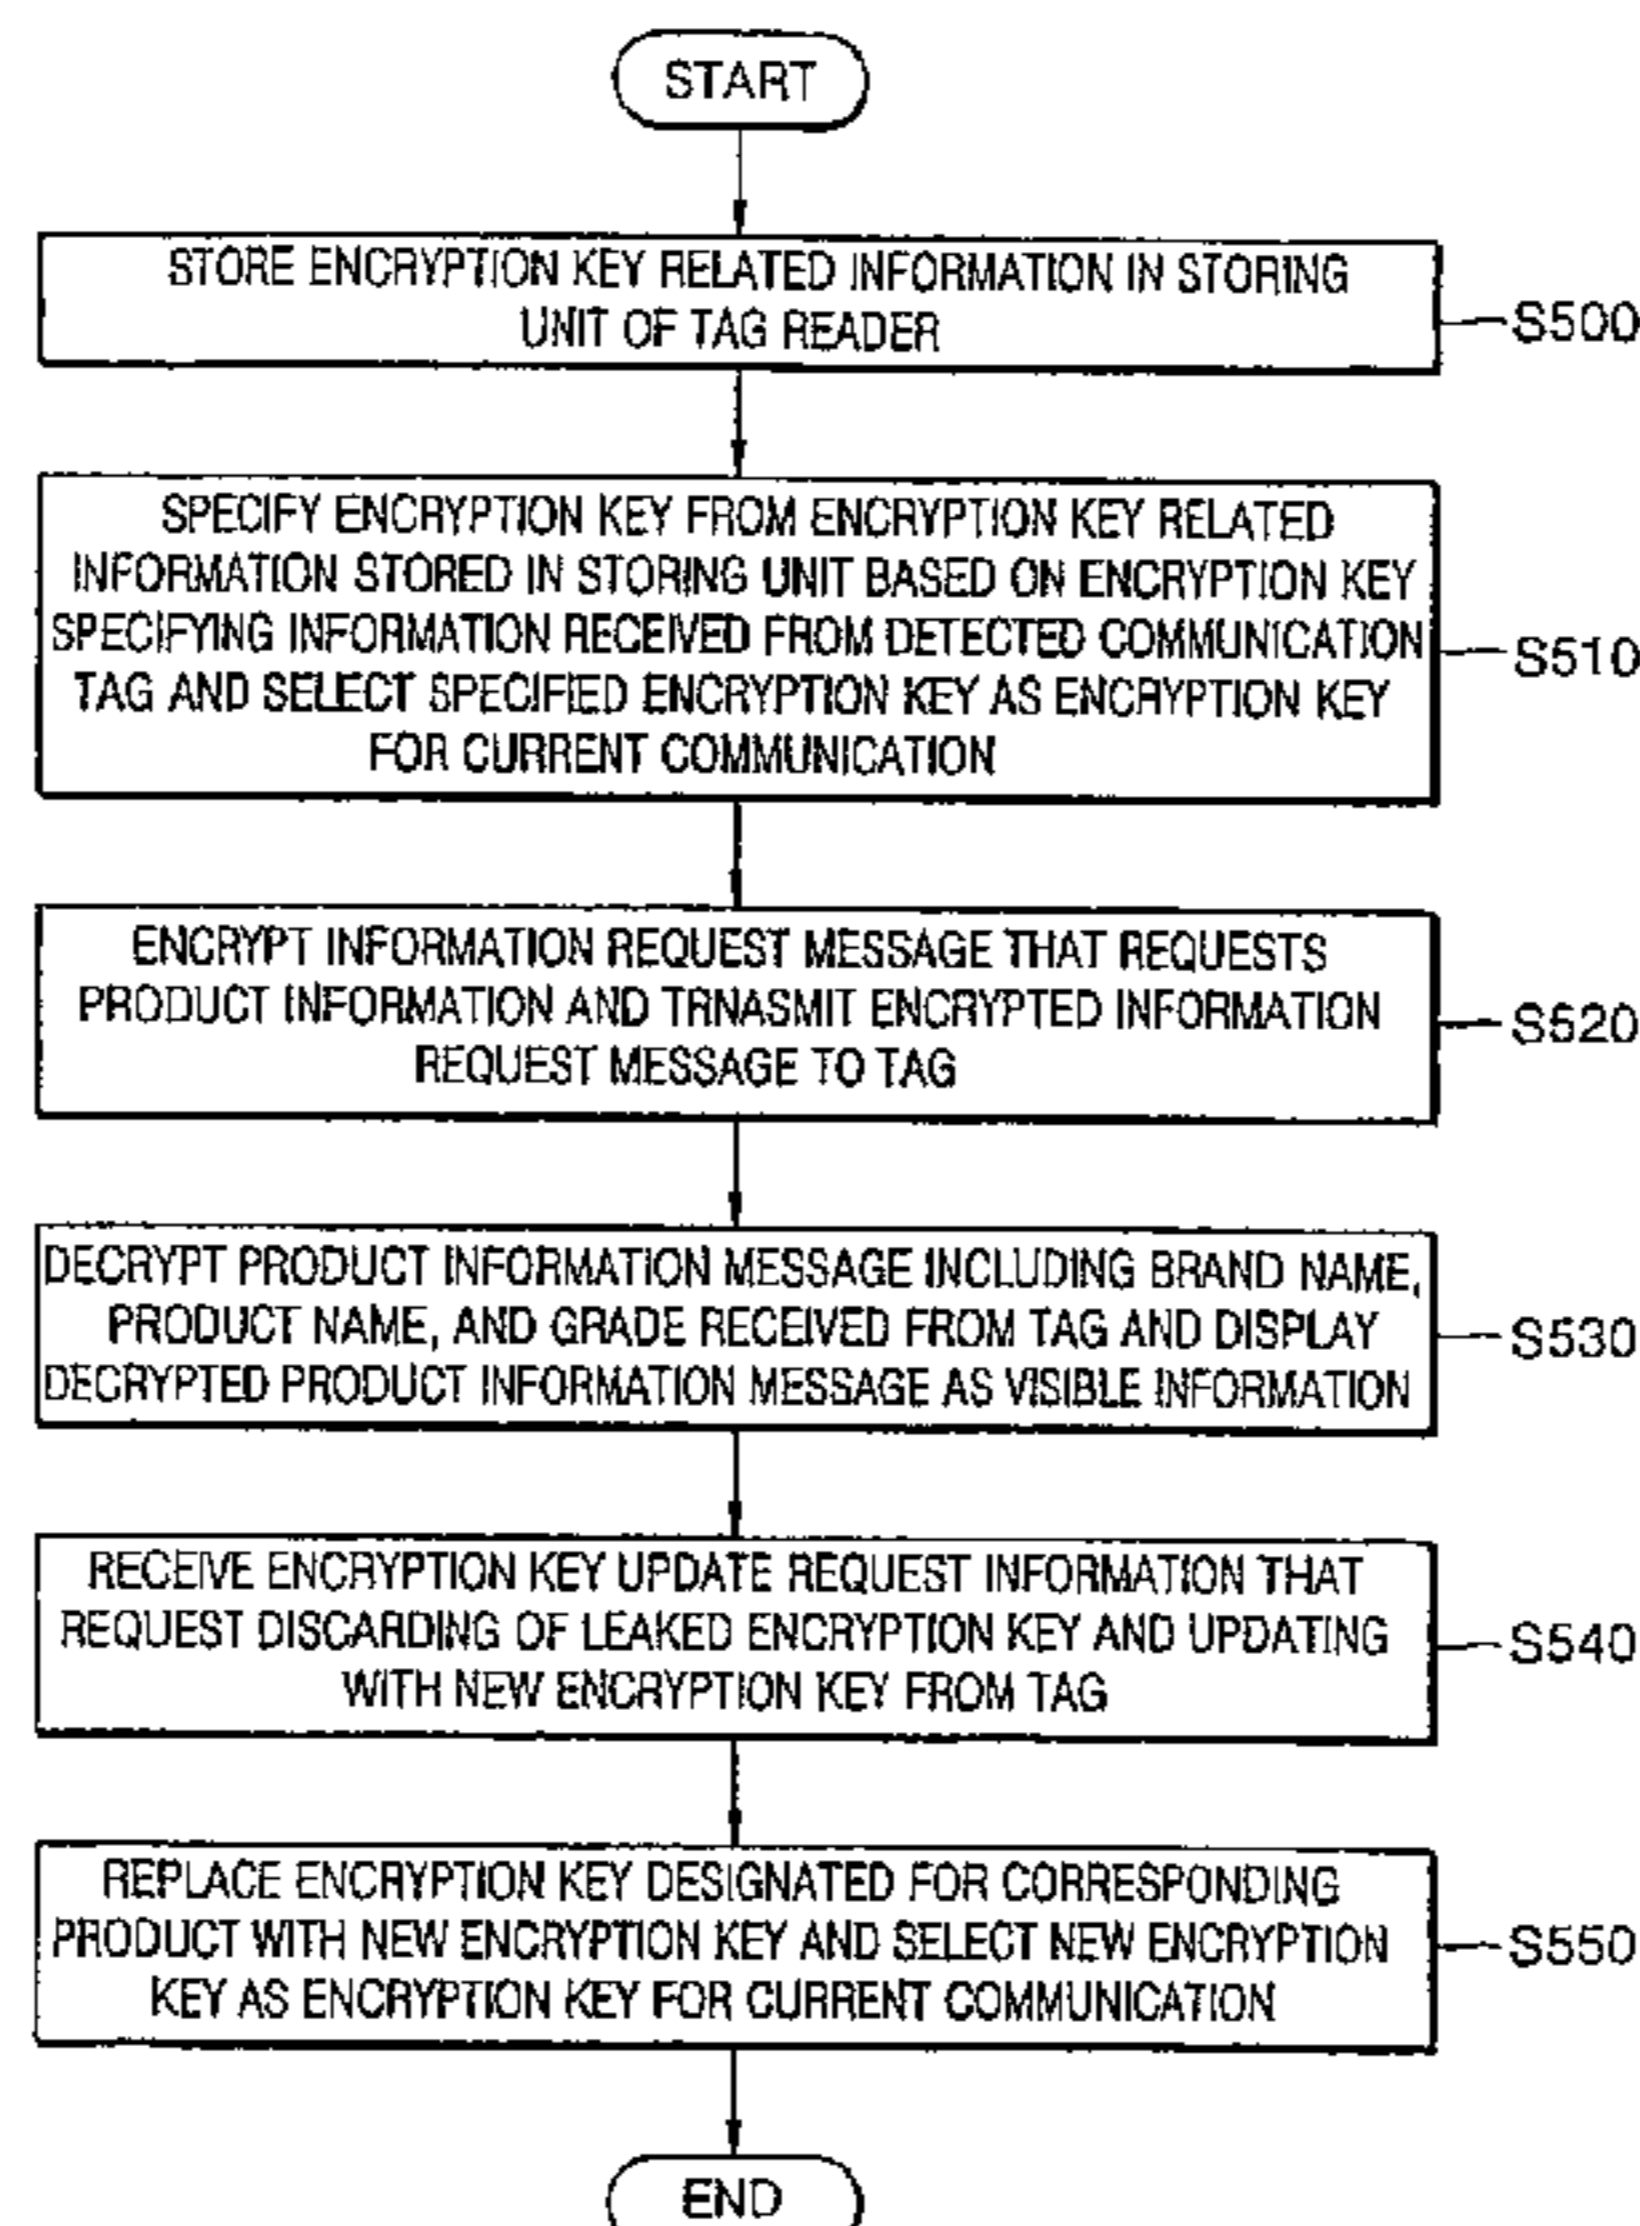 START
STORE ENCRYPTION KEY RELATED INFORMATION IN STORING
UNIT OF TAG READER
S500
SPECIFY ENCRYPTION KEY FROM ENCRYPTION KEY RELATED
INFORMATION STORED IN STORING UNIT BASED ON ENCRYPTION KEY
SPECIFYING INFORMATION RECEIVED FROM DETECTED COMMUNICATION
TAG AND SELECT SPECIFIED ENCRYPTION KEY AS ENCRYPTION KEY
FOR CURRENT COMMUNICATION
S510
ENCRYPT INFORMATION REQUEST MESSAGE THAT REQUESTS
PRODUCT INFORMATION AND TRNASMIT ENCRYPTED INFORMATION
REQUEST MESSAGE TO TAG
S520
DECRYPT PRODUCT INFORMATION MESSAGE INCLUDING BRAND NAME,
PRODUCT NAME, AND GRADE RECEIVED FROM TAG AND DISPLAY
DECRYPTED PRODUCT INFORMATION MESSAGE AS VISIBLE INFORMATION
S530
RECEIVE ENCRYPTION KEY UPDATE REQUEST INFORMATION THAT
REQUEST DISCARDING OF LEAKED ENCRYPTION KEY AND UPDATING
WITH NEW ENCRYPTION KEY FROM TAG
S540
REPLACE ENCRYPTION KEY DESIGNATED FOR CORRESPONDING
PRODUCT WITH NEW ENCRYPTION KEY AND SELECT NEW ENCRYPTION
KEY AS ENCRYPTION KEY FOR CURRENT COMMUNICATION
S550
END